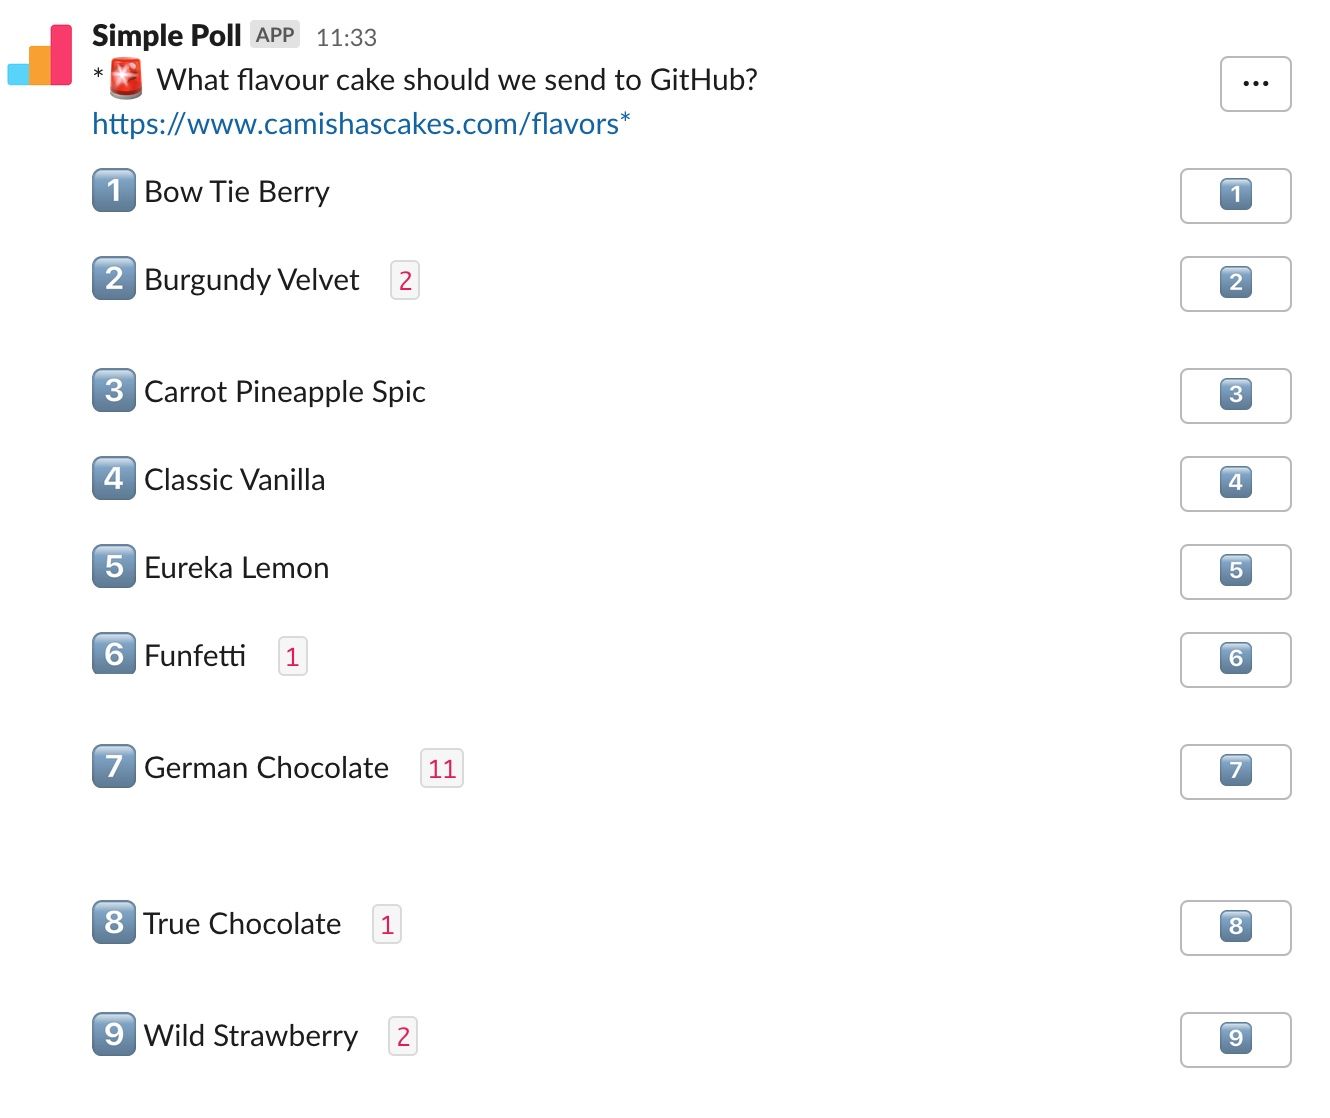 Simple Poll APP 11:33
*🚨 What flavour cake should we send to GitHub?
https://www.camishascakes.com/flavors*
...
1 Bow Tie Berry 1
2 Burgundy Velvet 2 2
3 Carrot Pineapple Spic 3
4 Classic Vanilla 4
5 Eureka Lemon 5
6 Funfetti 1 6
7 German Chocolate 11 7
8 True Chocolate 1 8
9 Wild Strawberry 2 9